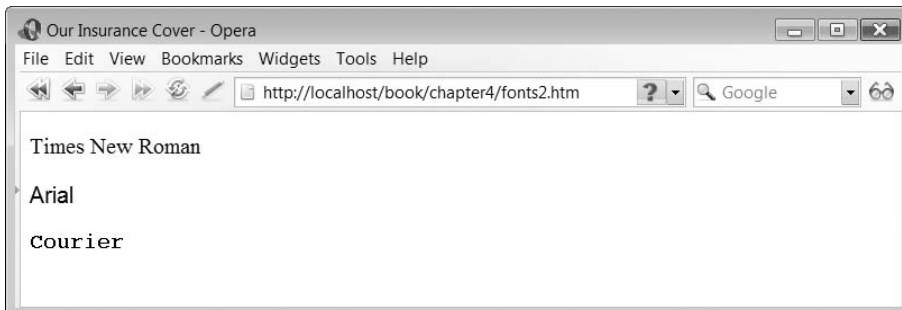 Our Insurance Cover - Opera
File Edit View Bookmarks Widgets Tools Help
http://localhost/book/chapter4/fonts2.htm ? Google
Times New Roman
Arial
Courier